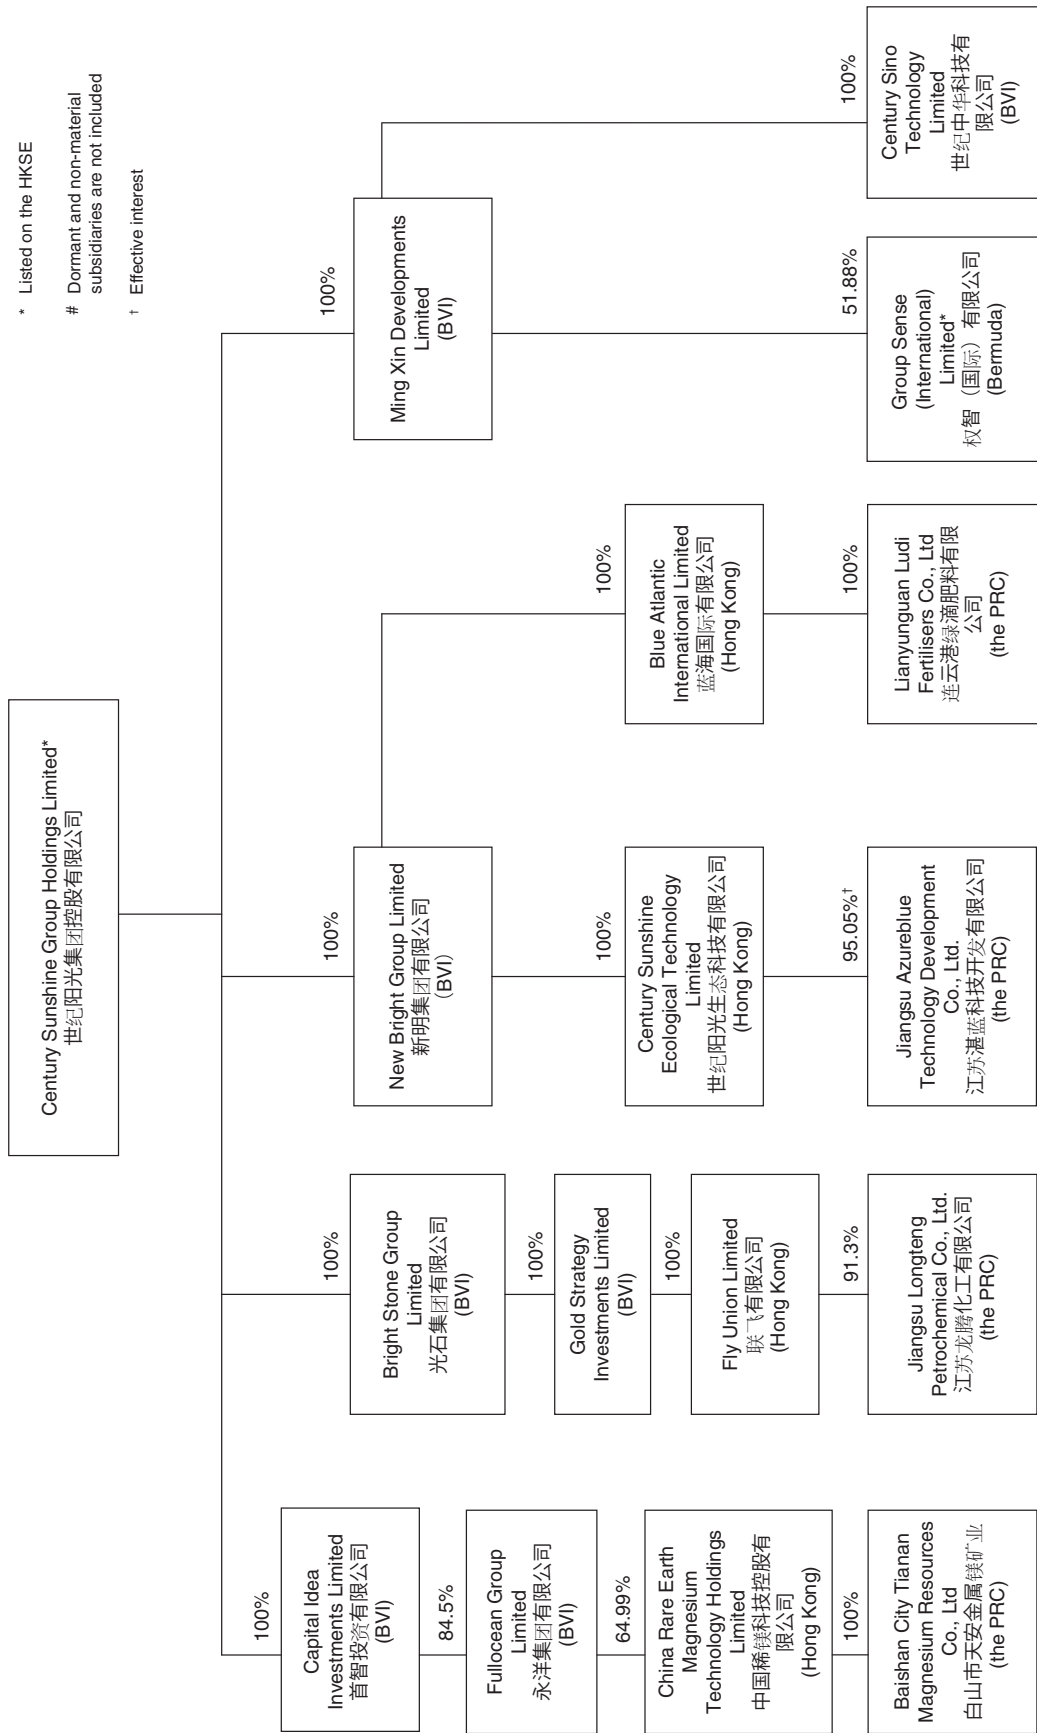 Century Sunshine Group Holdings Limited*
世纪阳光集团控股有限公司
* Listed on the HKSE
# Dormant and non-material
subsidiaries are not included
† Effective interest
100%
Capital Idea
Investments Limited
首智投资有限公司
(BVI)
84.5%
Fullocean Group
Limited
永洋集团有限公司
(BVI)
64.99%
China Rare Earth
Magnesium
Technology Holdings
Limited
中国稀镁科技控股有
限公司
(Hong Kong)
100%
Baishan City Tianan
Magnesium Resources
Co., Ltd
白山市天安金属镁矿业
(the PRC)
100%
Bright Stone Group
Limited
光石集团有限公司
(BVI)
100%
Gold Strategy
Investments Limited
(BVI)
100%
Fly Union Limited
联飞有限公司
(Hong Kong)
91.3%
Jiangsu Longteng
Petrochemical Co., Ltd.
江苏龙腾化工有限公司
(the PRC)
100%
New Bright Group Limited
新明集团有限公司
(BVI)
100%
Century Sunshine
Ecological Technology
Limited
世纪阳光生态科技有限公司
(Hong Kong)
95.05%†
Jiangsu Azureblue
Technology Development
Co., Ltd.
江苏湛蓝科技开发有限公司
(the PRC)
100%
Blue Atlantic
International Limited
蓝海国际有限公司
(Hong Kong)
100%
Lianyunguan Ludi
Fertilisers Co., Ltd
连云港绿滴肥料有限
公司
(the PRC)
100%
Ming Xin Developments
Limited
(BVI)
51.88%
Group Sense
(International)
Limited*
权智（国际）有限公司
(Bermuda)
100%
Century Sino
Technology
Limited
世纪中华科技有
限公司
(BVI)